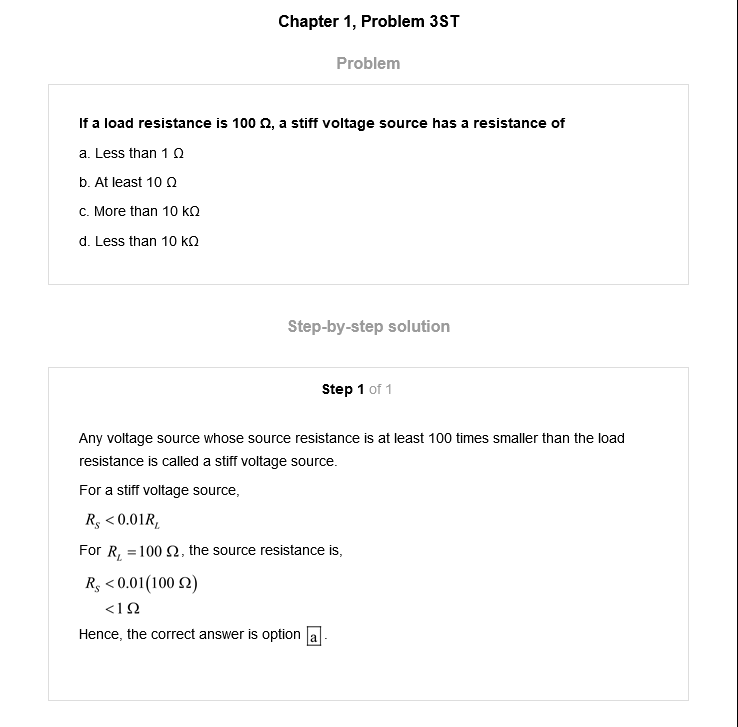 Chapter 1, Problem 3ST
Problem
If a load resistance is 100 Ω, a stiff voltage source has a resistance of
a. Less than 1 Ω
b. At least 10 Ω
c. More than 10 kΩ
d. Less than 10 kΩ
Step-by-step solution
Step 1 of 1
Any voltage source whose source resistance is at least 100 times smaller than the load
resistance is called a stiff voltage source.
For a stiff voltage source,
R_S < 0.01R_L
For R_L = 100 Ω, the source resistance is,
R_S < 0.01(100 Ω)
< 1 Ω
Hence, the correct answer is option a.